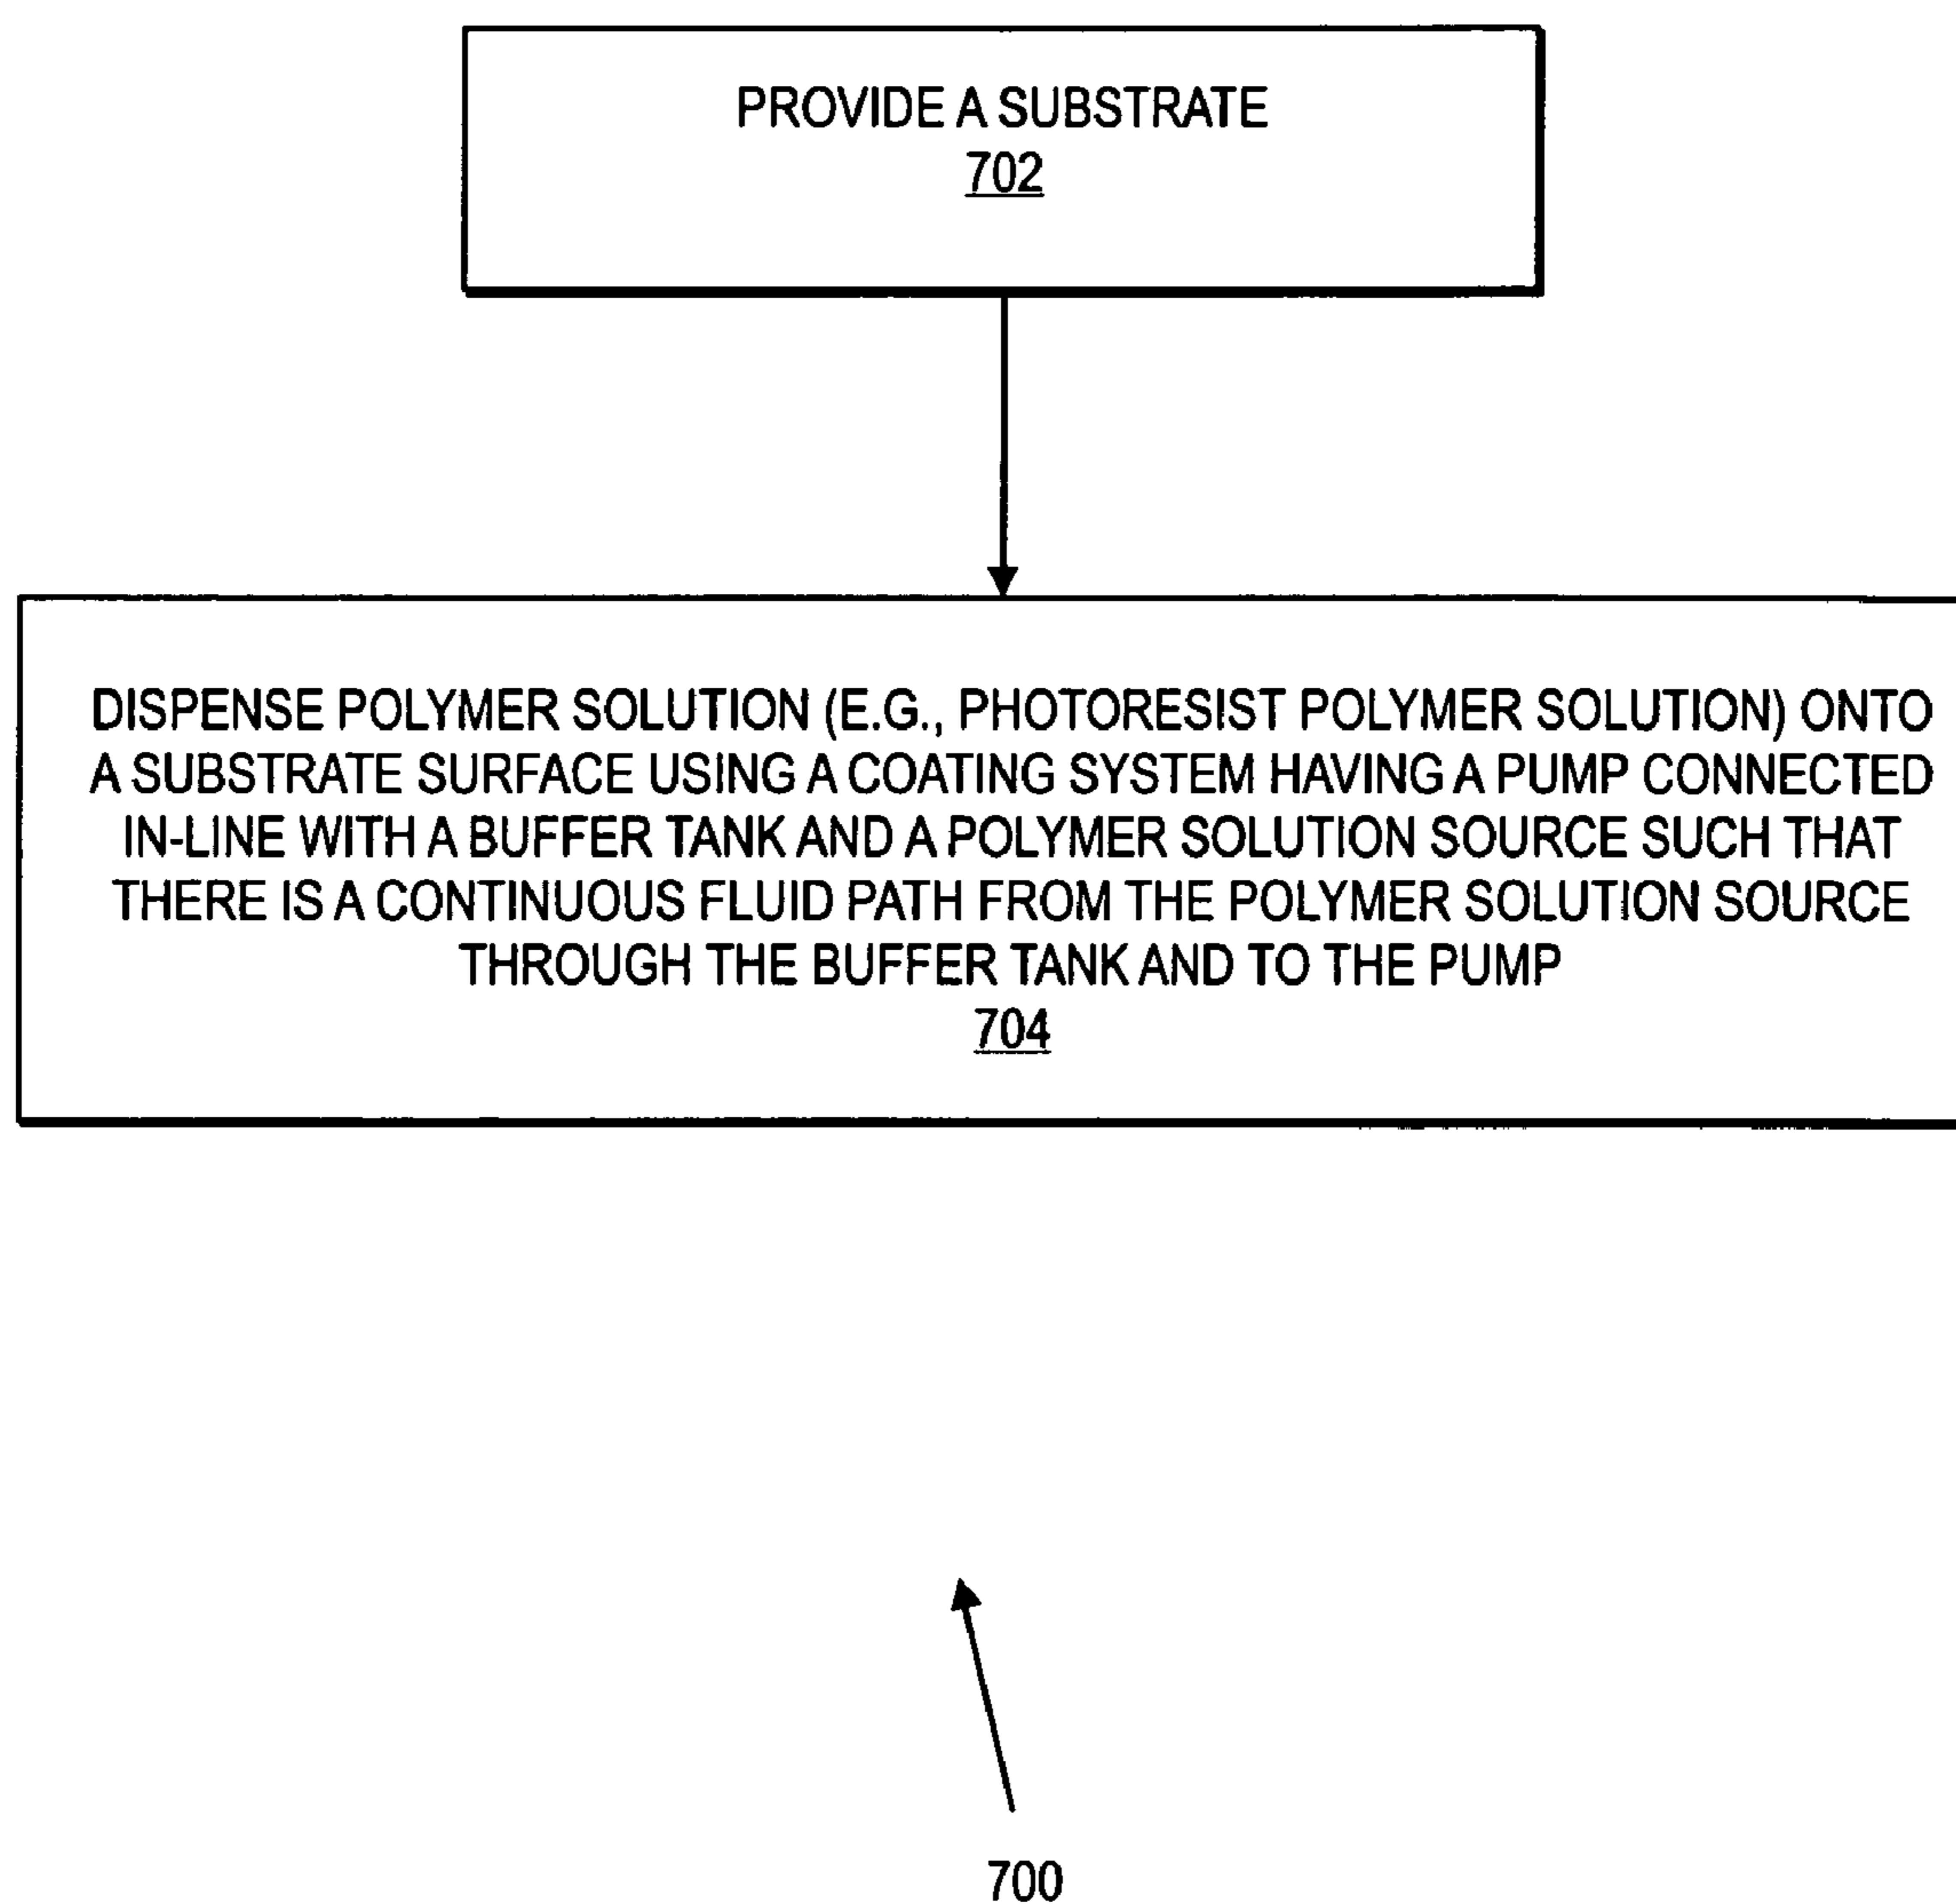 PROVIDE A SUBSTRATE
702
DISPENSE POLYMER SOLUTION (E.G., PHOTORESIST POLYMER SOLUTION) ONTO
A SUBSTRATE SURFACE USING A COATING SYSTEM HAVING A PUMP CONNECTED
IN-LINE WITH A BUFFER TANK AND A POLYMER SOLUTION SOURCE SUCH THAT
THERE IS A CONTINUOUS FLUID PATH FROM THE POLYMER SOLUTION SOURCE
THROUGH THE BUFFER TANK AND TO THE PUMP
704
700